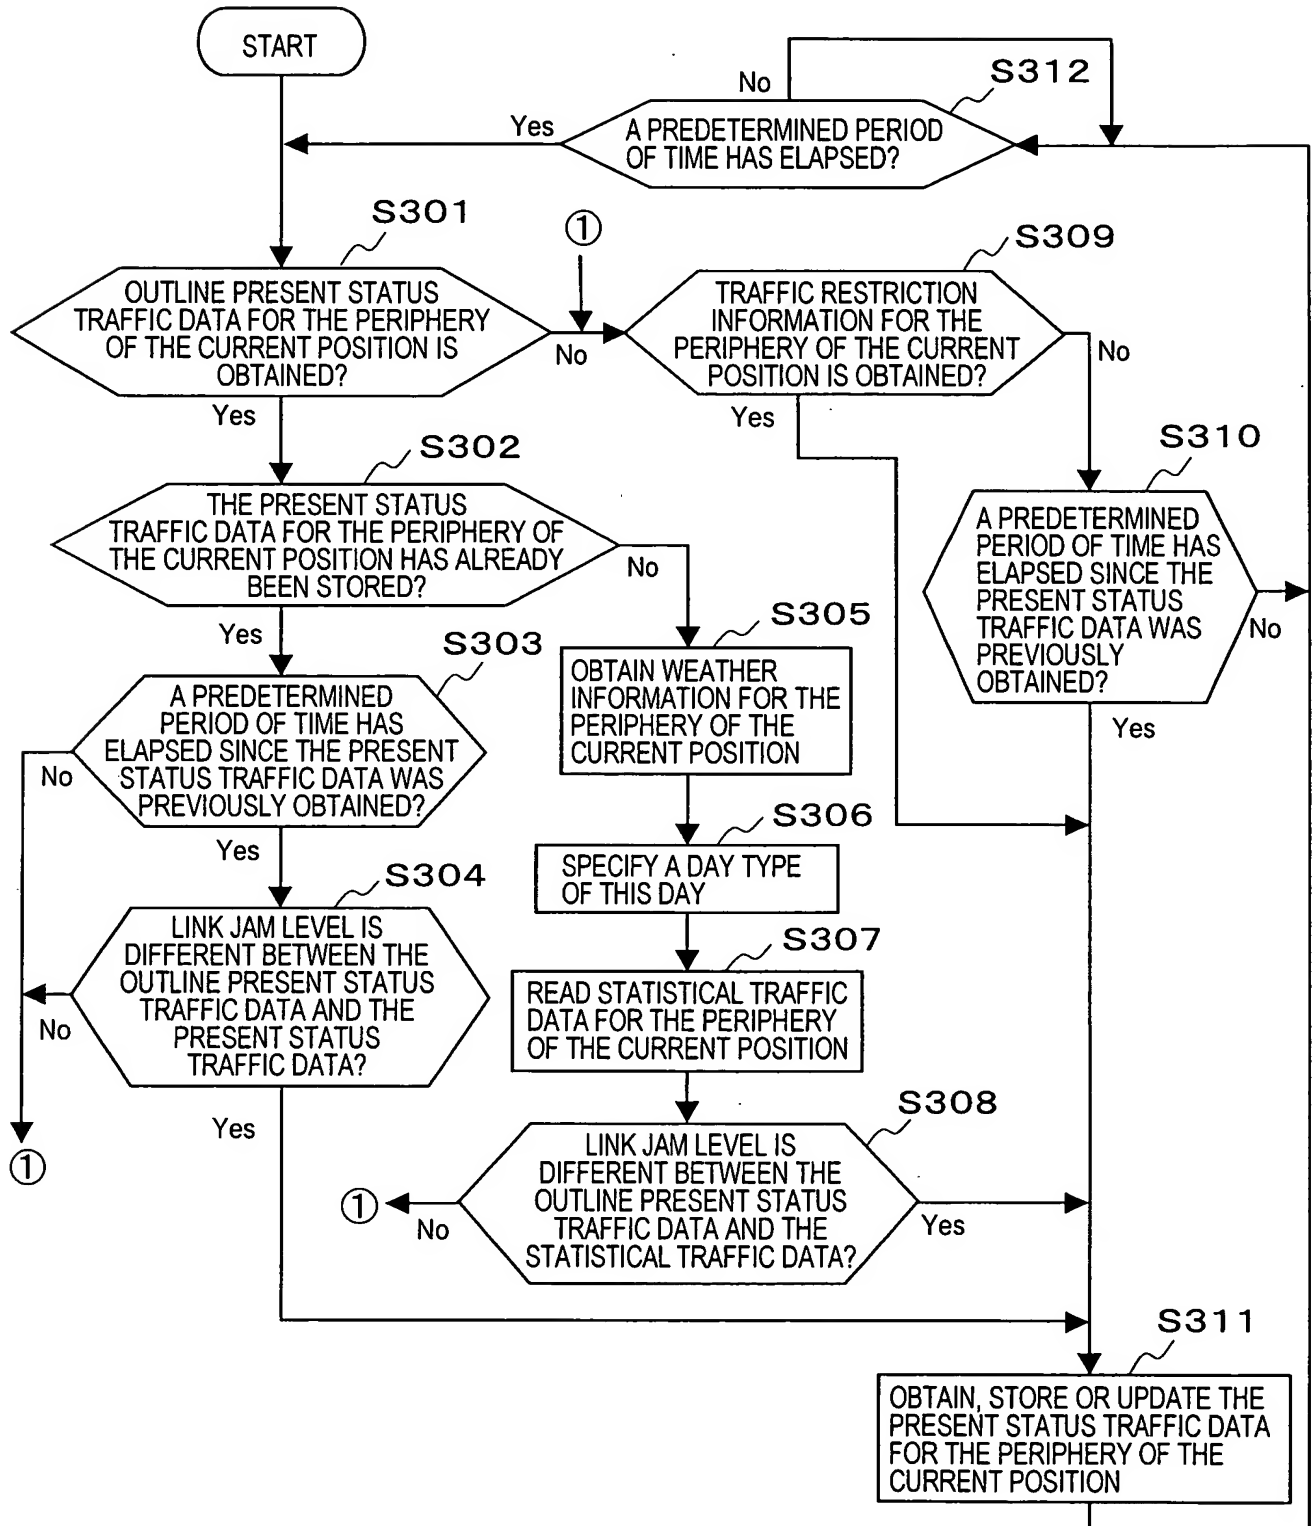 START
No
S312
Yes
A PREDETERMINED PERIOD
OF TIME HAS ELAPSED?
S301
①
S309
OUTLINE PRESENT STATUS
TRAFFIC DATA FOR THE PERIPHERY
OF THE CURRENT POSITION IS
OBTAINED?
No
TRAFFIC RESTRICTION
INFORMATION FOR THE
PERIPHERY OF THE CURRENT
POSITION IS OBTAINED?
No
Yes
Yes
S302
S310
THE PRESENT STATUS
TRAFFIC DATA FOR THE PERIPHERY OF
THE CURRENT POSITION HAS ALREADY
BEEN STORED?
No
A PREDETERMINED
PERIOD OF TIME HAS
ELAPSED SINCE THE
PRESENT STATUS
TRAFFIC DATA WAS
PREVIOUSLY
OBTAINED?
No
Yes
Yes
S303
S305
A PREDETERMINED
PERIOD OF TIME HAS
ELAPSED SINCE THE PRESENT
STATUS TRAFFIC DATA WAS
PREVIOUSLY OBTAINED?
No
Yes
OBTAIN WEATHER
INFORMATION FOR THE
PERIPHERY OF THE
CURRENT POSITION
S306
SPECIFY A DAY TYPE
OF THIS DAY
S304
LINK JAM LEVEL IS
DIFFERENT BETWEEN THE
OUTLINE PRESENT STATUS
TRAFFIC DATA AND THE
PRESENT STATUS
TRAFFIC DATA?
No
Yes
①
S307
READ STATISTICAL TRAFFIC
DATA FOR THE PERIPHERY
OF THE CURRENT POSITION
S308
LINK JAM LEVEL IS
DIFFERENT BETWEEN THE
OUTLINE PRESENT STATUS
TRAFFIC DATA AND THE
STATISTICAL TRAFFIC DATA?
①
No
Yes
S311
OBTAIN, STORE OR UPDATE THE
PRESENT STATUS TRAFFIC DATA
FOR THE PERIPHERY OF THE
CURRENT POSITION